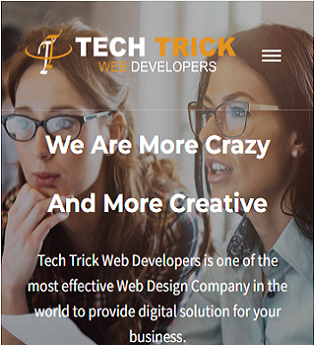 TECH TRICK
WEB DEVELOPERS
We Are More Crazy
And More Creative
Tech Trick Web Developers is one of the
most effective Web Design Company in the
world to provide digital solution for your
business.